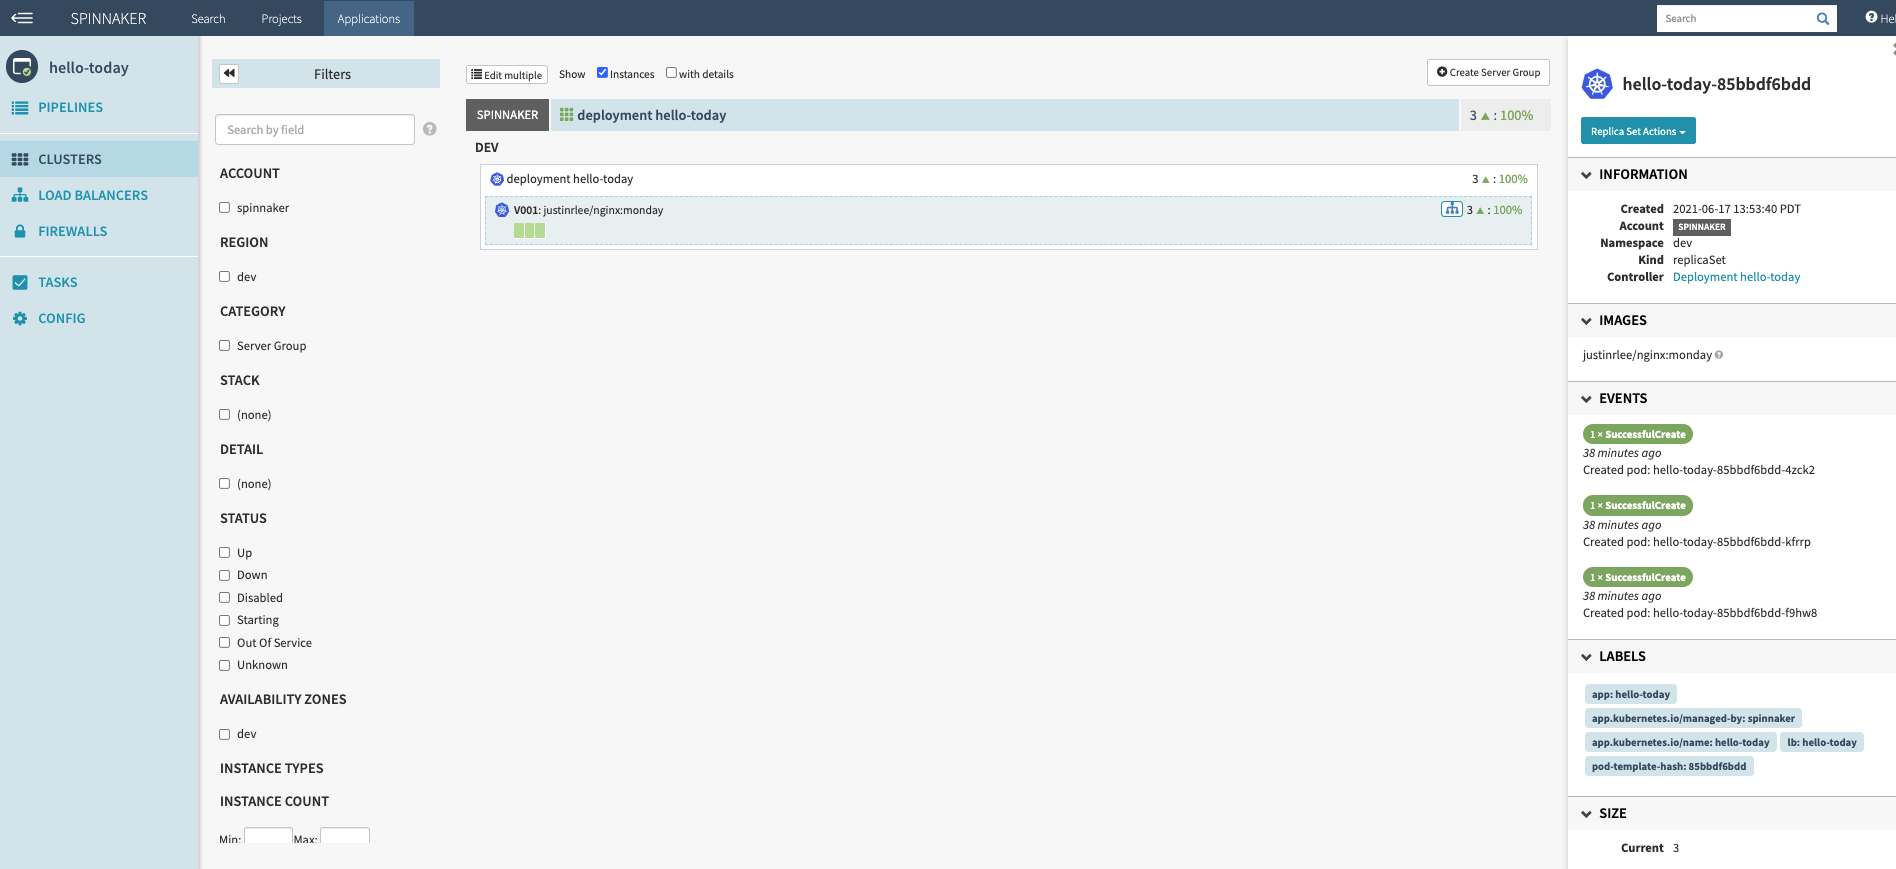 SPINNAKER Search Projects Applications Search Hel
hello-today
PIPELINES
CLUSTERS
LOAD BALANCERS
FIREWALLS
TASKS
CONFIG
Filters
Search by field
ACCOUNT
spinnaker
REGION
dev
CATEGORY
Server Group
STACK
(none)
DETAIL
(none)
STATUS
Up
Down
Disabled
Starting
Out Of Service
Unknown
AVAILABILITY ZONES
dev
INSTANCE TYPES
INSTANCE COUNT
Min: Max:
Edit multiple Show Instances with details Create Server Group
SPINNAKER deployment hello-today 3 ▲ : 100%
DEV
deployment hello-today 3 ▲ : 100%
V001: justinrlee/nginx:monday 3 ▲ : 100%
hello-today-85bbdf6bdd
Replica Set Actions
INFORMATION
Created 2021-06-17 13:53:40 PDT
Account SPINNAKER
Namespace dev
Kind replicaSet
Controller Deployment hello-today
IMAGES
justinrlee/nginx:monday
EVENTS
1 × SuccessfulCreate
38 minutes ago
Created pod: hello-today-85bbdf6bdd-4zck2
1 × SuccessfulCreate
38 minutes ago
Created pod: hello-today-85bbdf6bdd-kfrrp
1 × SuccessfulCreate
38 minutes ago
Created pod: hello-today-85bbdf6bdd-f9hw8
LABELS
app: hello-today
app.kubernetes.io/managed-by: spinnaker
app.kubernetes.io/name: hello-today lb: hello-today
pod-template-hash: 85bbdf6bdd
SIZE
Current 3